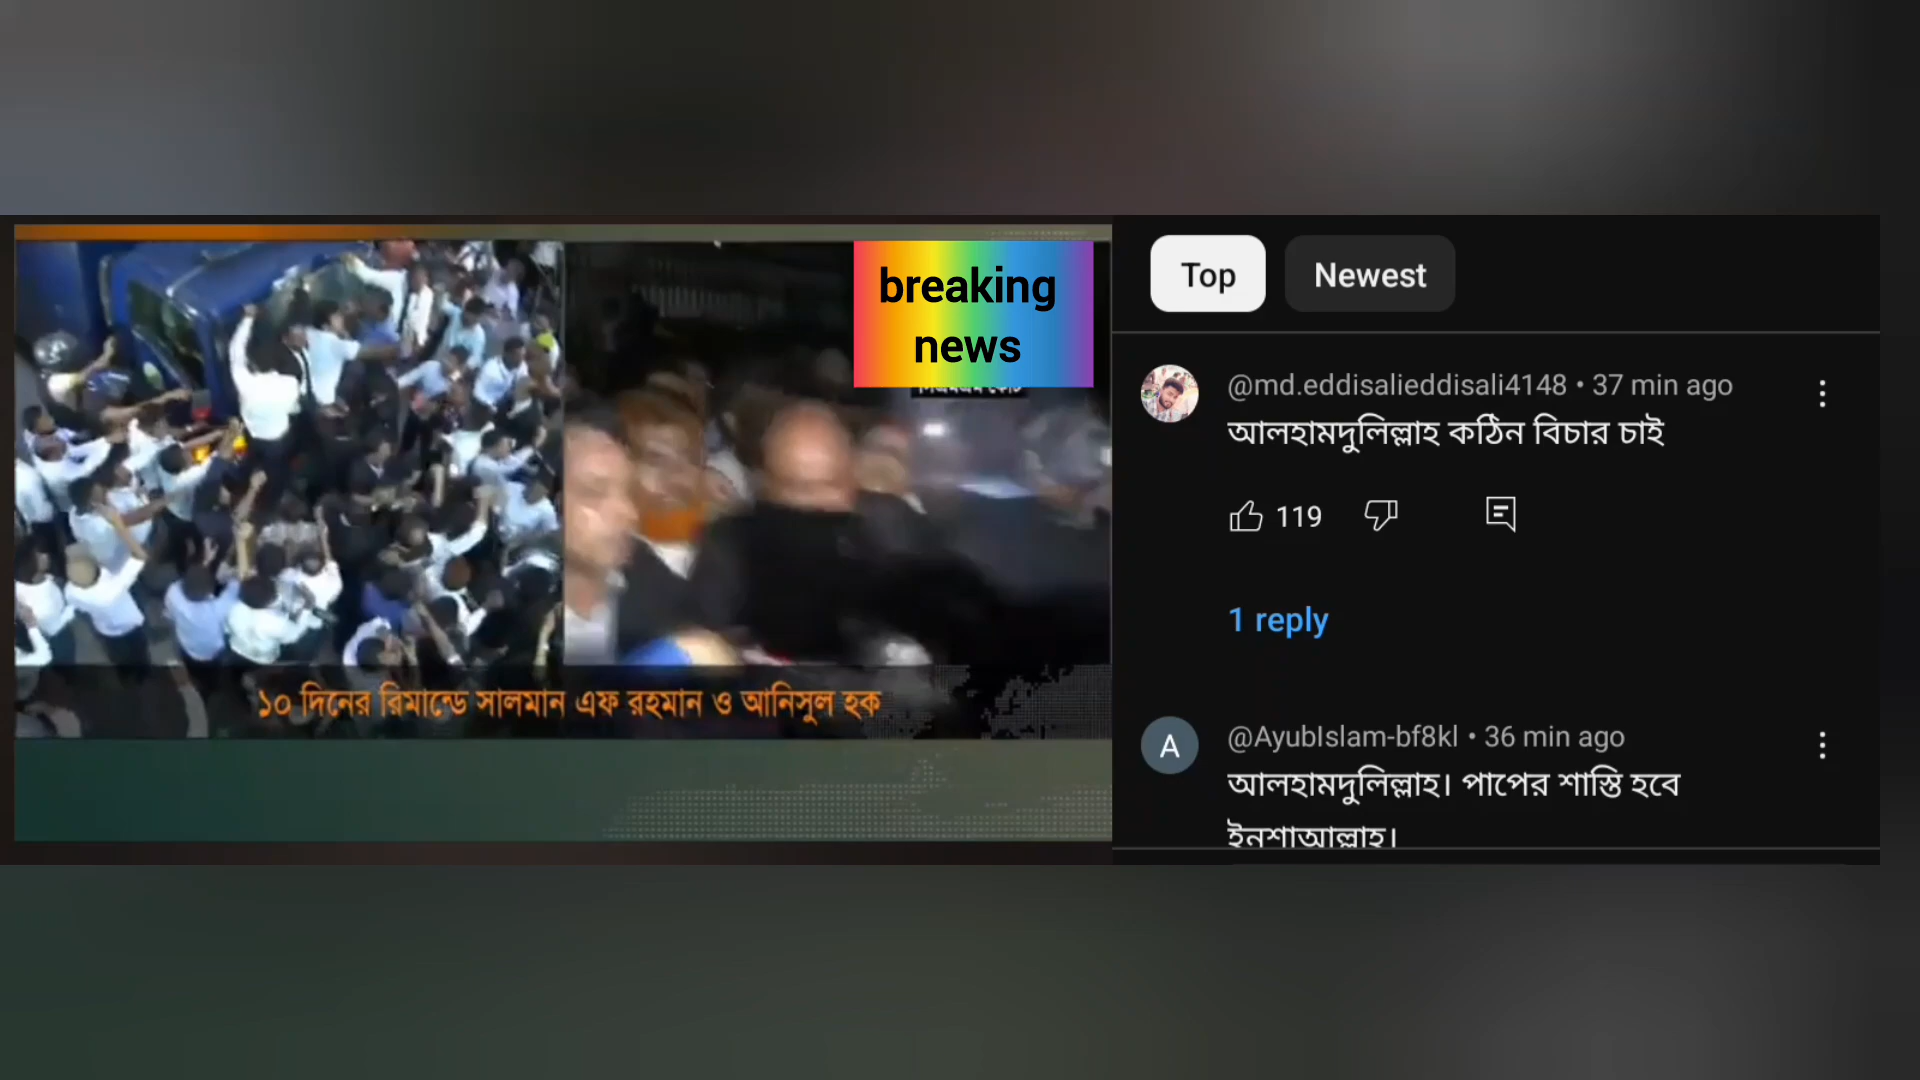 breaking
news
১০ দিনের রিমান্ডে সালমান এফ রহমান ও আনিসুল হক
Top
Newest
@md.eddisalieddisali4148 • 37 min ago
আলহামদুলিল্লাহ কঠিন বিচার চাই
119
1 reply
A
@AyubIslam-bf8kl • 36 min ago
আলহামদুলিল্লাহ। পাপের শাস্তি হবে
ইনশাআল্লাহ।